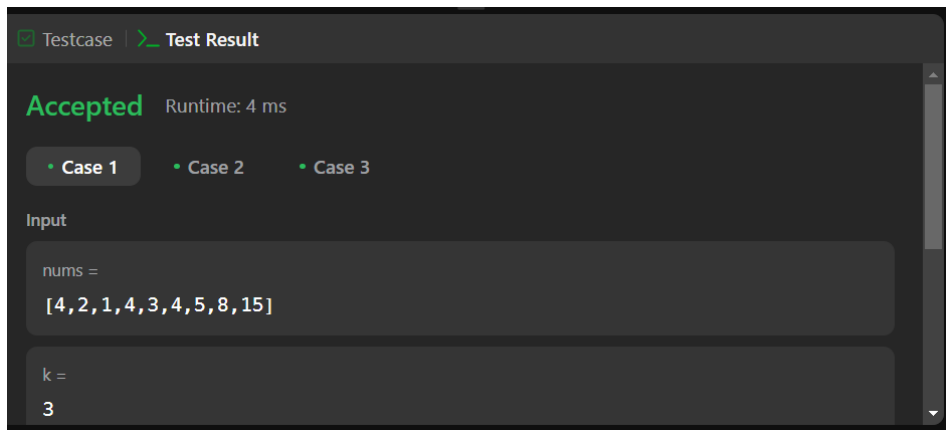 Testcase | Test Result
Accepted Runtime: 4 ms
Case 1 Case 2 Case 3
Input
nums =
[4,2,1,4,3,4,5,8,15]
k =
3